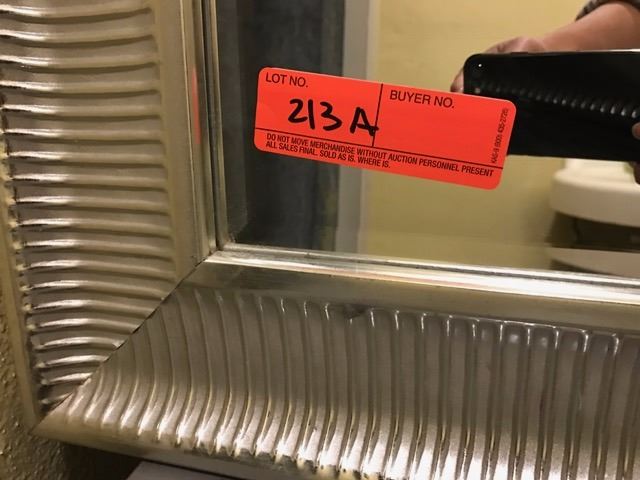 LOT NO.
BUYER NO.
213 A
DO NOT MOVE MERCHANDISE WITHOUT AUCTION PERSONNEL PRESENT
ALL SALES FINAL. SOLD AS IS. WHERE IS.